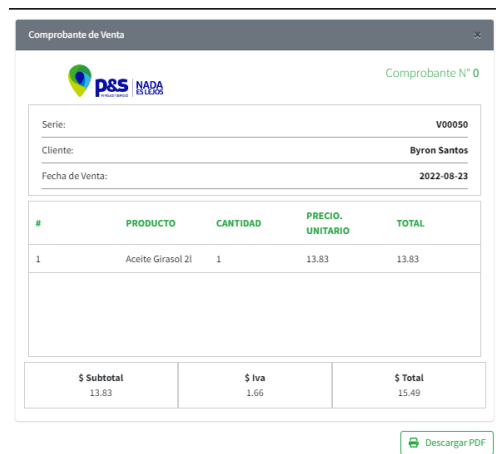 Comprobante de Venta ×
p&s NADA ES LEJOS
Comprobante N° 0
Serie: V00050
Cliente: Byron Santos
Fecha de Venta: 2022-08-23
# PRODUCTO CANTIDAD PRECIO. UNITARIO TOTAL
1 Aceite Girasol 2l 1 13.83 13.83
$ Subtotal $ Iva $ Total
13.83 1.66 15.49
Descargar PDF